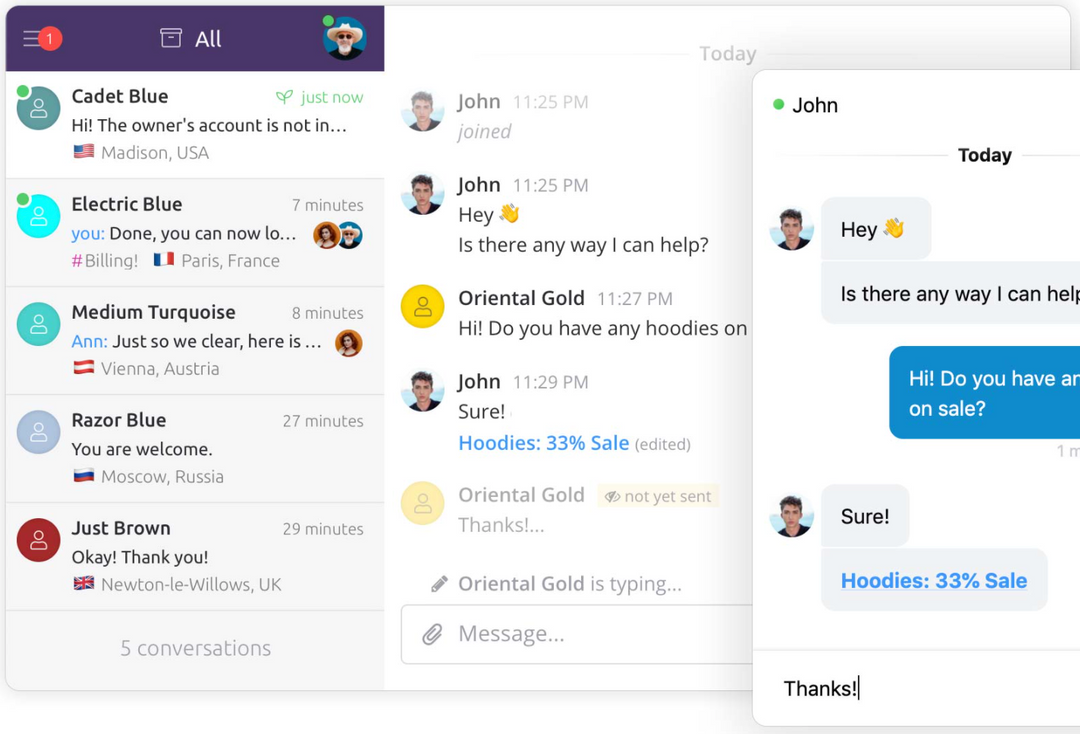 1
All
Cadet Blue
just now
Hi! The owner's account is not in...
Madison, USA
Electric Blue
7 minutes
you: Done, you can now lo...
#Billing! Paris, France
Medium Turquoise
8 minutes
Ann: Just so we clear, here is ...
Vienna, Austria
Razor Blue
27 minutes
You are welcome.
Moscow, Russia
Just Brown
29 minutes
Okay! Thank you!
Newton-le-Willows, UK
5 conversations
Today
John 11:25 PM
joined
John 11:25 PM
Hey 👋
Is there any way I can help?
Oriental Gold 11:27 PM
Hi! Do you have any hoodies on
John 11:29 PM
Sure!
Hoodies: 33% Sale (edited)
Oriental Gold not yet sent
Thanks!...
Oriental Gold is typing...
Message...
John
Today
Hey 👋
Is there any way I can help
Hi! Do you have an
on sale?
1 m
Sure!
Hoodies: 33% Sale
Thanks!